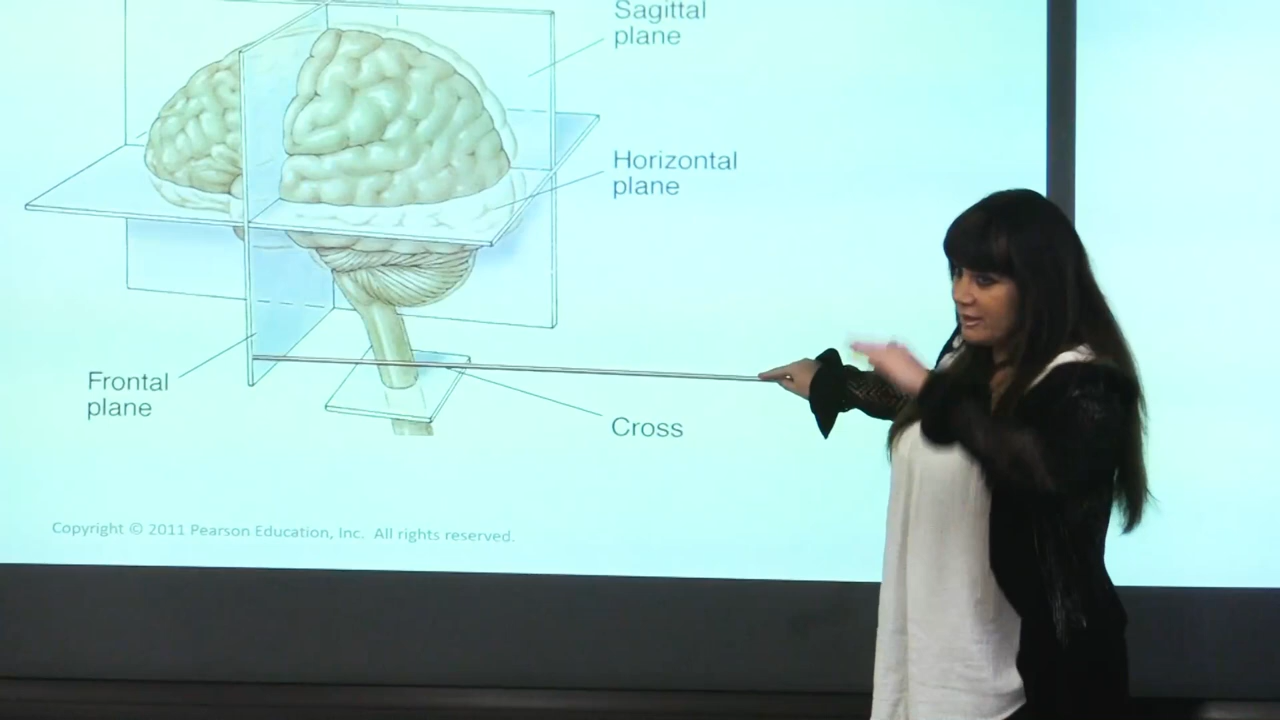 Sagittal
plane
Horizontal
plane
Frontal
plane
Cross
Copyright © 2011 Pearson Education, Inc. All rights reserved.